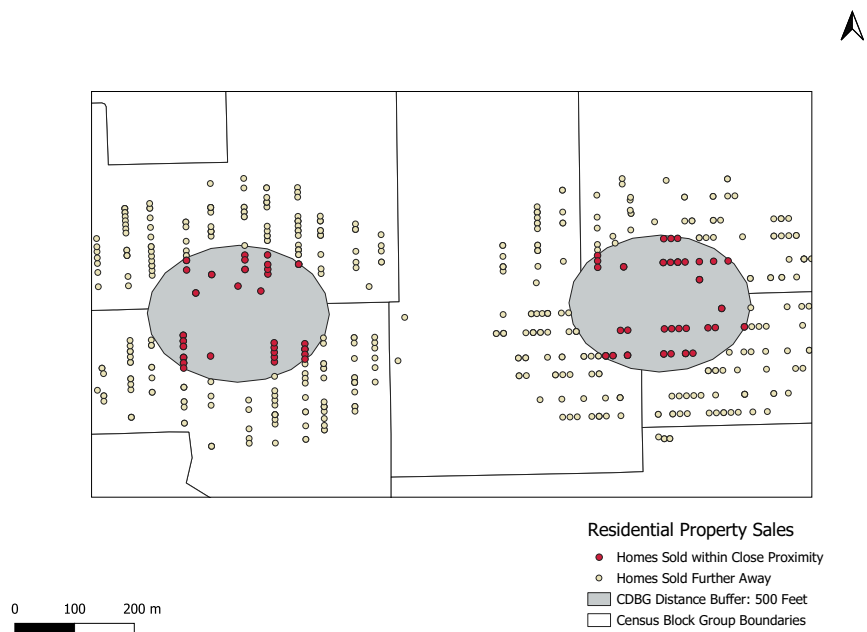 Residential Property Sales
Homes Sold within Close Proximity
Homes Sold Further Away
CDBG Distance Buffer: 500 Feet
Census Block Group Boundaries
0 100 200 m